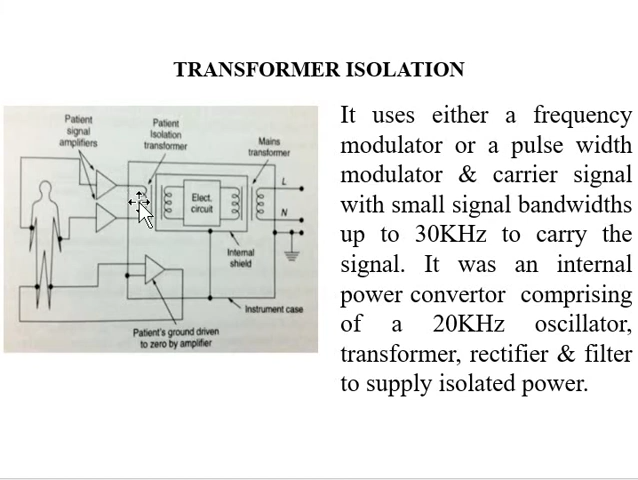 TRANSFORMER ISOLATION
Patient
signal
amplifiers
Patient
Isolation
transformer
Mains
transformer
L
Elect.
circuit
N
Internal
shield
Instrument case
Patient's ground driven
to zero by amplifier
It uses either a frequency
modulator or a pulse width
modulator & carrier signal
with small signal bandwidths
up to 30KHz to carry the
signal. It was an internal
power convertor comprising
of a 20KHz oscillator,
transformer, rectifier & filter
to supply isolated power.